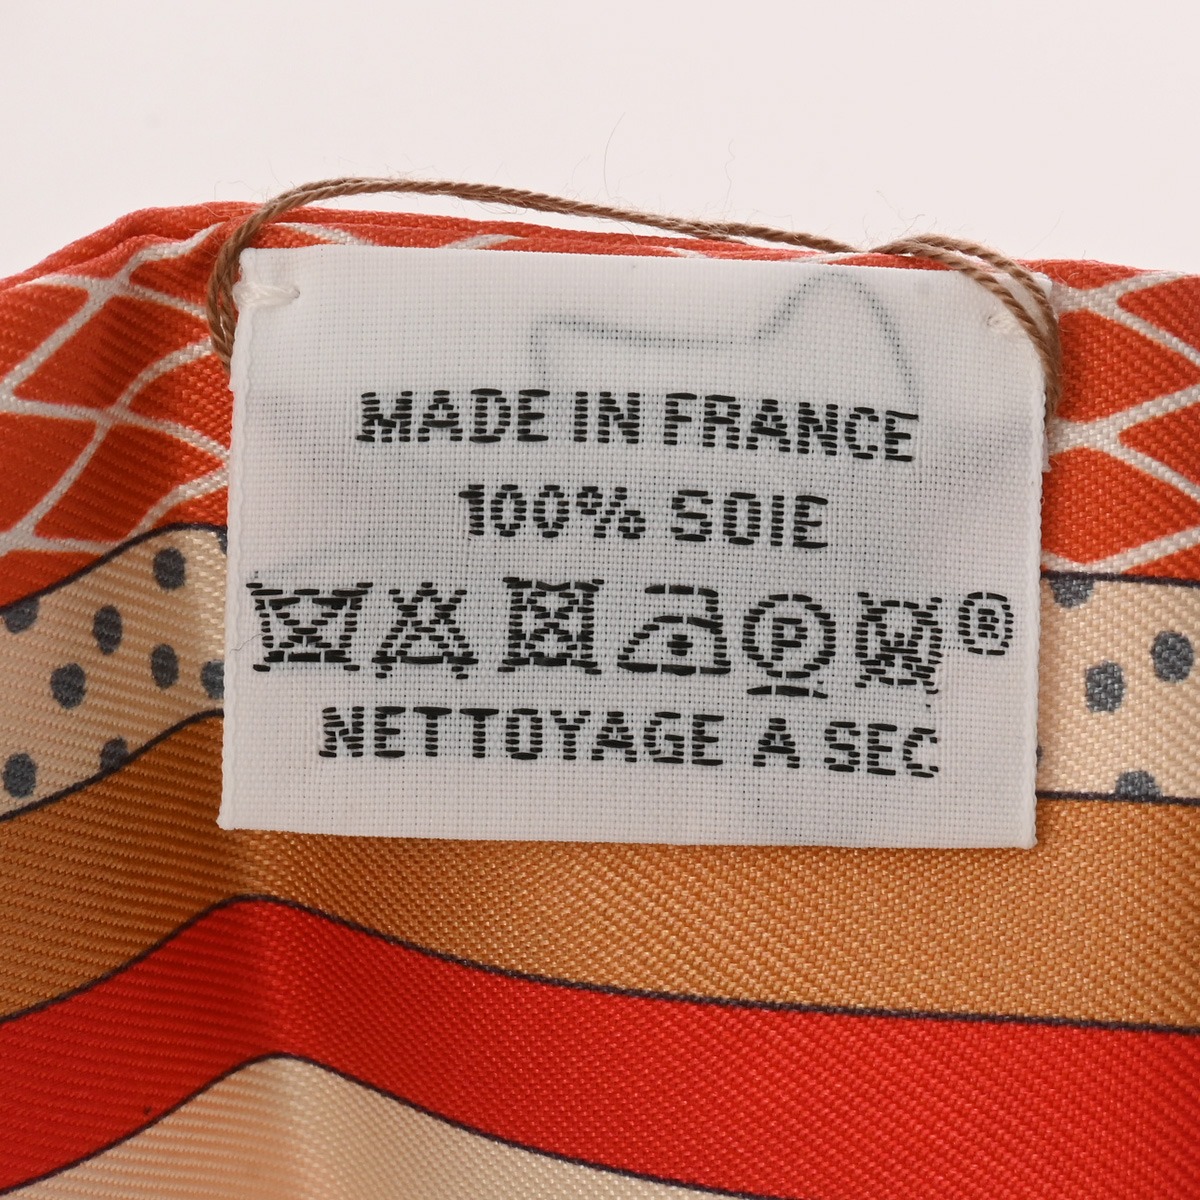 MADE IN FRANCE
100% SOIE
P W ®
NETTOYAGE A SEC